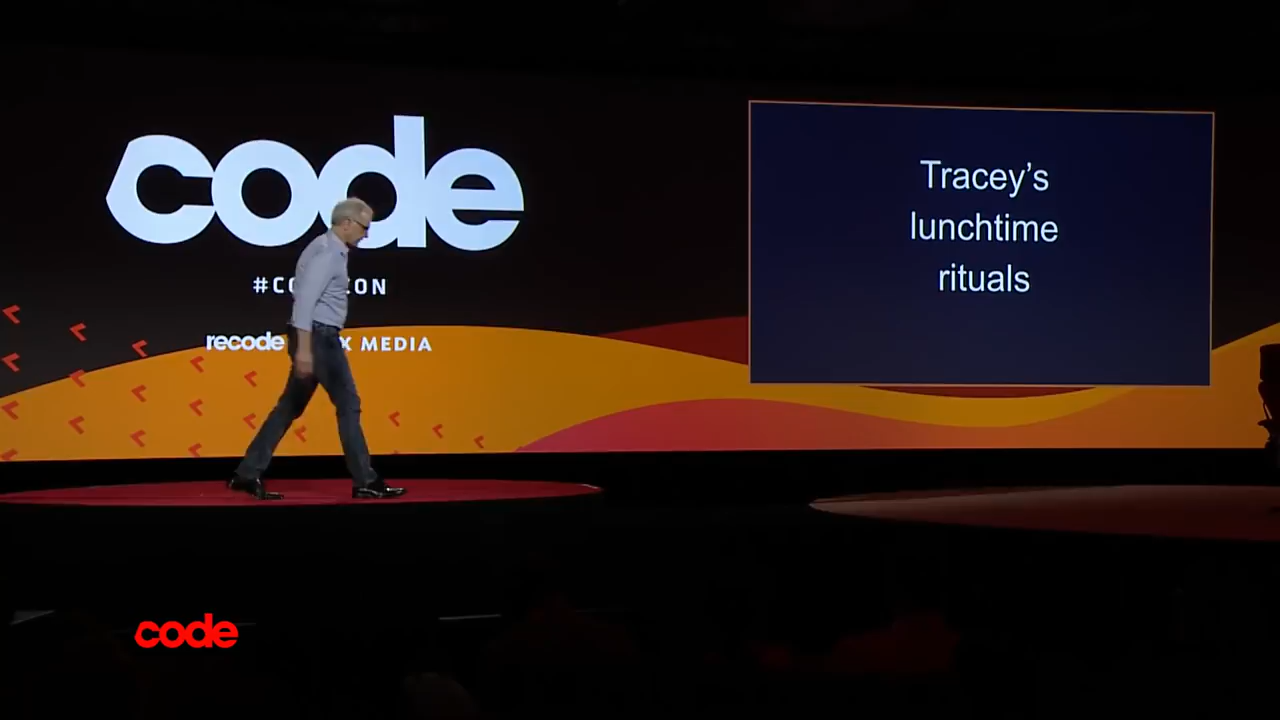 code
#CO ON
recode X MEDIA
Tracey’s
lunchtime
rituals
code